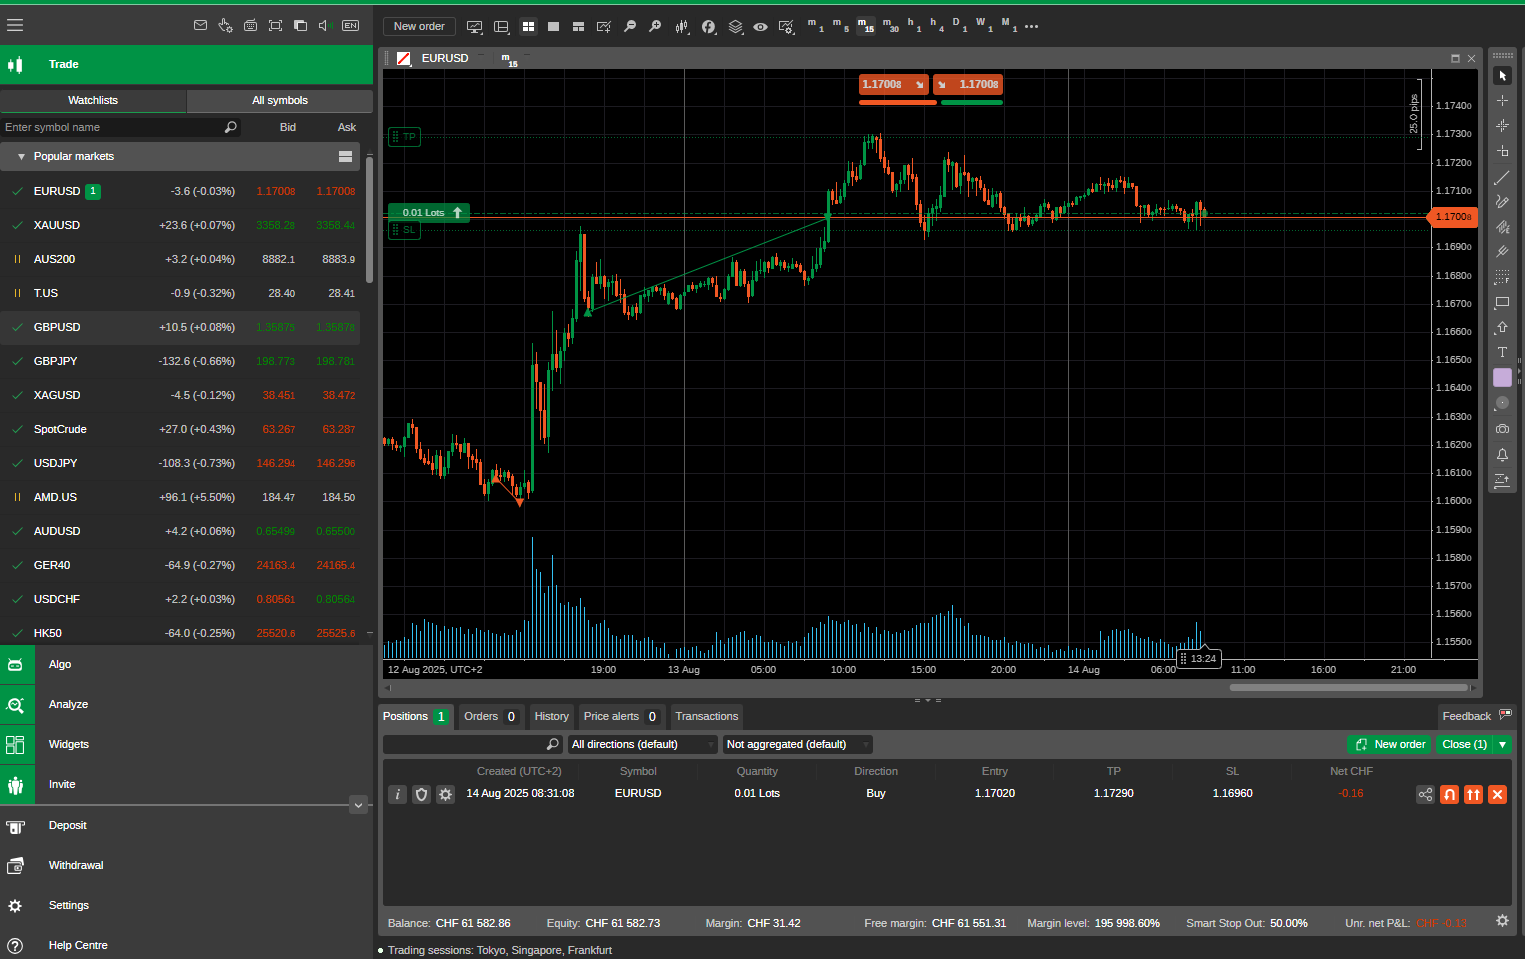 EN
New order
m1 m5 m15 m30 h1 h4 D1 W1 M1
Trade
Watchlists
All symbols
Enter symbol name
Bid
Ask
Popular markets
EURUSD 1 -3.6 (-0.03%) 1.17008 1.17008
XAUUSD +23.6 (+0.07%) 3358.28 3358.44
AUS200 +3.2 (+0.04%) 8882.1 8883.9
T.US -0.9 (-0.32%) 28.40 28.41
GBPUSD +10.5 (+0.08%) 1.35875 1.35878
GBPJPY -132.6 (-0.66%) 198.773 198.781
XAGUSD -4.5 (-0.12%) 38.451 38.472
SpotCrude +27.0 (+0.43%) 63.267 63.287
USDJPY -108.3 (-0.73%) 146.294 146.296
AMD.US +96.1 (+5.50%) 184.47 184.50
AUDUSD +4.2 (+0.06%) 0.65499 0.65500
GER40 -64.9 (-0.27%) 24163.4 24165.4
USDCHF +2.2 (+0.03%) 0.80561 0.80564
HK50 -64.0 (-0.25%) 25520.6 25525.6
Algo
Analyze
Widgets
Invite
Deposit
Withdrawal
Settings
Help Centre
EURUSD m15
1.17008 1.17008
25.0 pips
TP
0.01 Lots
SL
1.17400
1.17300
1.17200
1.17100
1.17008
1.16900
1.16800
1.16700
1.16600
1.16500
1.16400
1.16300
1.16200
1.16100
1.16000
1.15900
1.15800
1.15700
1.15600
1.15500
12 Aug 2025, UTC+2 19:00 13 Aug 05:00 10:00 15:00 20:00 14 Aug 06:00 13:24 11:00 16:00 21:00
T
Positions 1 Orders 0 History Price alerts 0 Transactions Feedback
All directions (default) Not aggregated (default) New order Close (1)
Created (UTC+2) Symbol Quantity Direction Entry TP SL Net CHF
14 Aug 2025 08:31:08 EURUSD 0.01 Lots Buy 1.17020 1.17290 1.16960 -0.16
Balance: CHF 61 582.86 Equity: CHF 61 582.73 Margin: CHF 31.42 Free margin: CHF 61 551.31 Margin level: 195 998.60% Smart Stop Out: 50.00% Unr. net P&L: CHF -0.13
Trading sessions: Tokyo, Singapore, Frankfurt